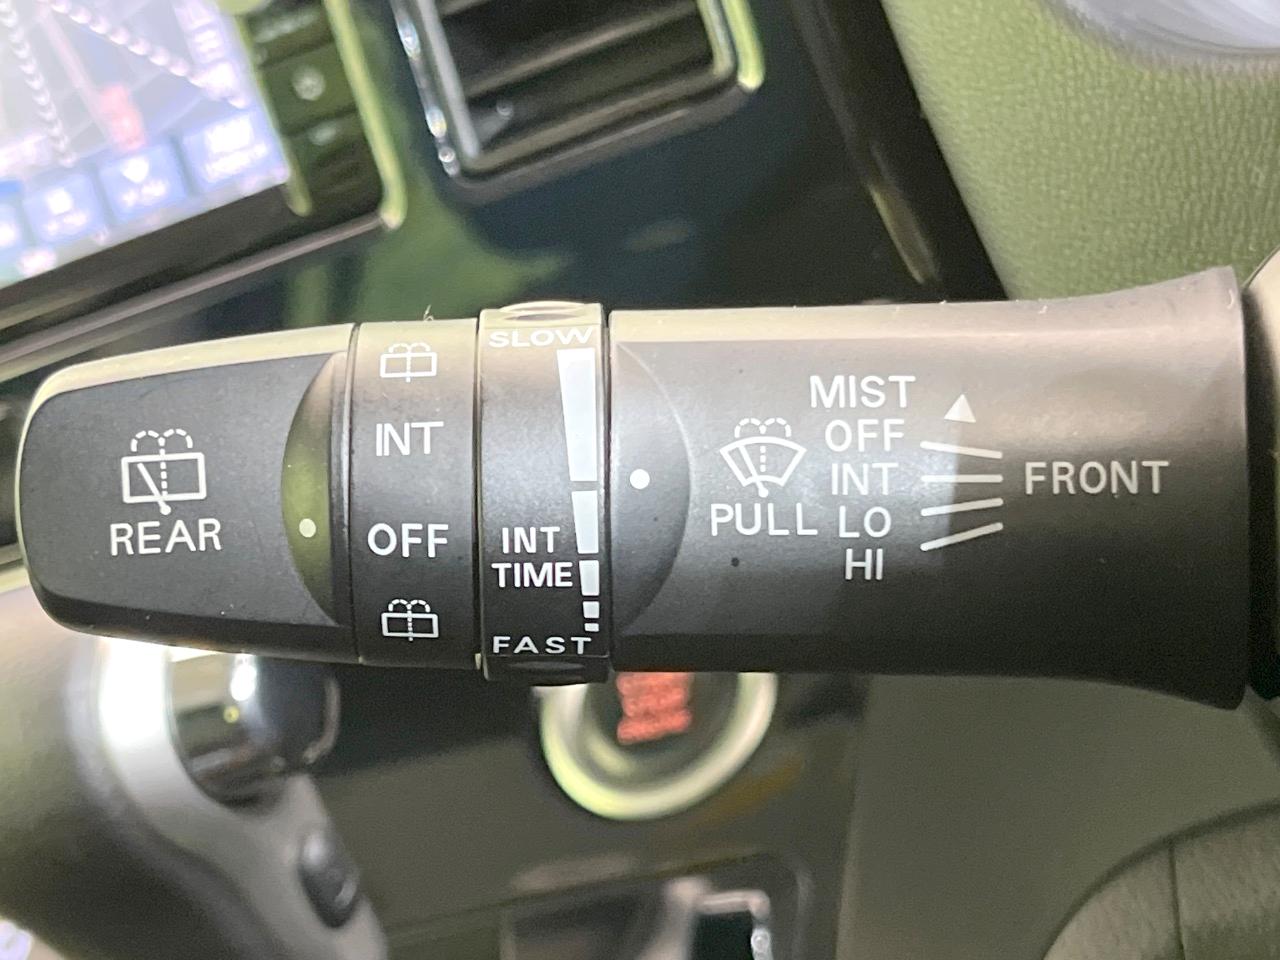 REAR
INT
OFF
SLOW
INT
TIME
FAST
PULL
MIST
OFF
INT
LO
HI
FRONT